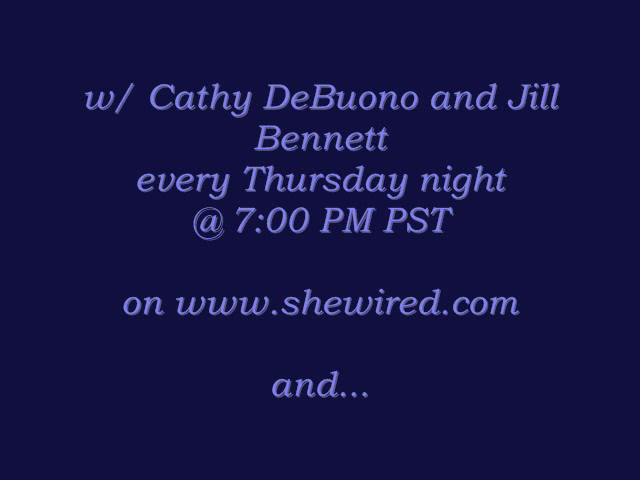 w/ Cathy DeBuono and Jill
Bennett
every Thursday night
@ 7:00 PM PST
on www.shewired.com
and...